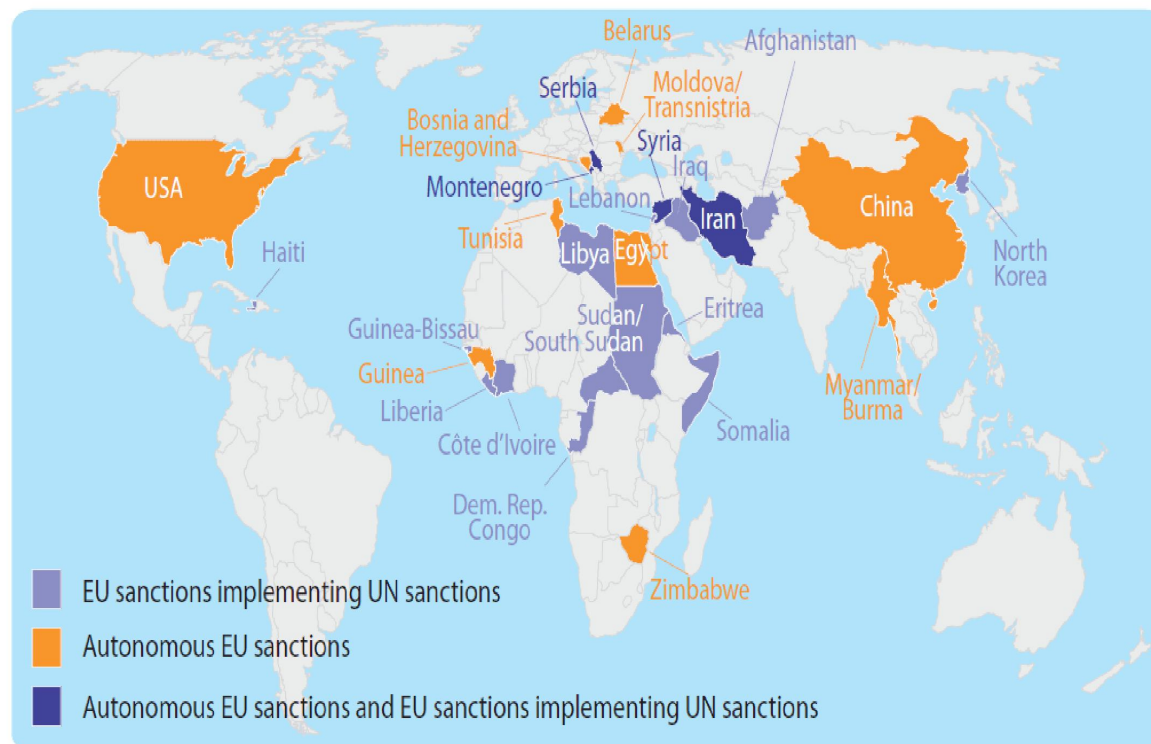 Belarus
Afghanistan
Serbia
Moldova/
Transnistria
Bosnia and
Herzegovina
Syria
Iraq
USA
Montenegro
Lebanon
Iran
China
Haiti
Tunisia
Libya
Egypt
North
Korea
Guinea-Bissau
Sudan/
South Sudan
Eritrea
Guinea
Liberia
Myanmar/
Burma
Côte d'Ivoire
Somalia
Dem. Rep.
Congo
Zimbabwe
EU sanctions implementing UN sanctions
Autonomous EU sanctions
Autonomous EU sanctions and EU sanctions implementing UN sanctions